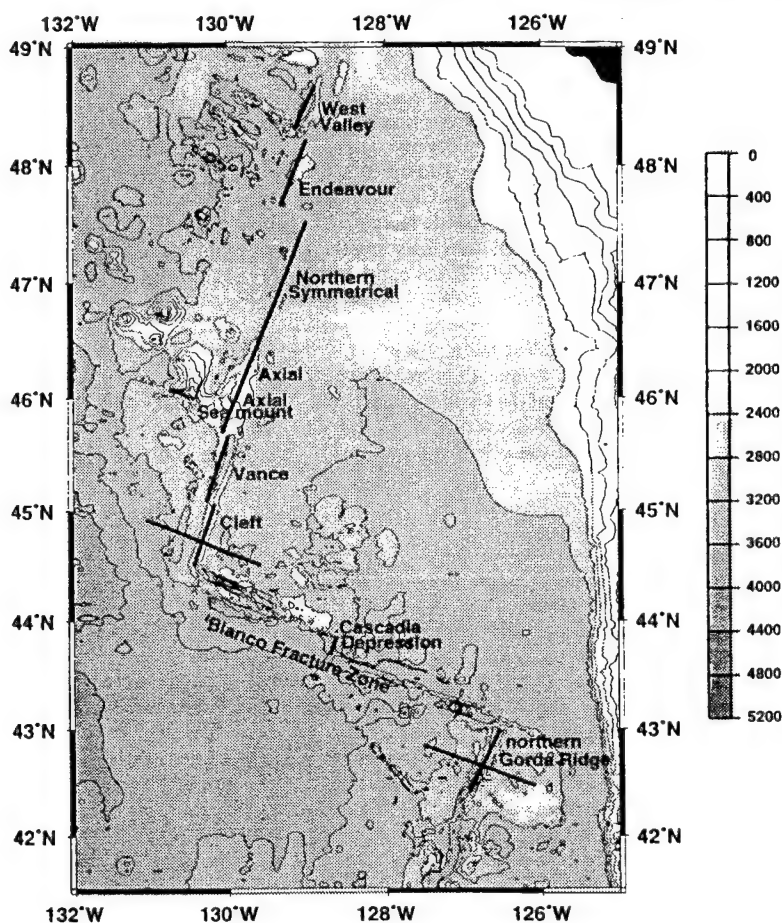 132˚W 130˚W 128˚W 126˚W
49˚N 49˚N
West
Valley
0
48˚N 48˚N
400
Endeavour
800
1200
47˚N 47˚N
Northern
Symmetrical
1600
2000
Axial
46˚N 46˚N
Axial
Sea mount
2400
2800
Vance
45˚N 45˚N
3200
Cleft
3600
44˚N 44˚N
4000
Cascadia
Depression
Blanco Fracture Zone
4400
4800
43˚N 43˚N
5200
northern
Gorda Ridge
42˚N 42˚N
132˚W 130˚W 128˚W 126˚W